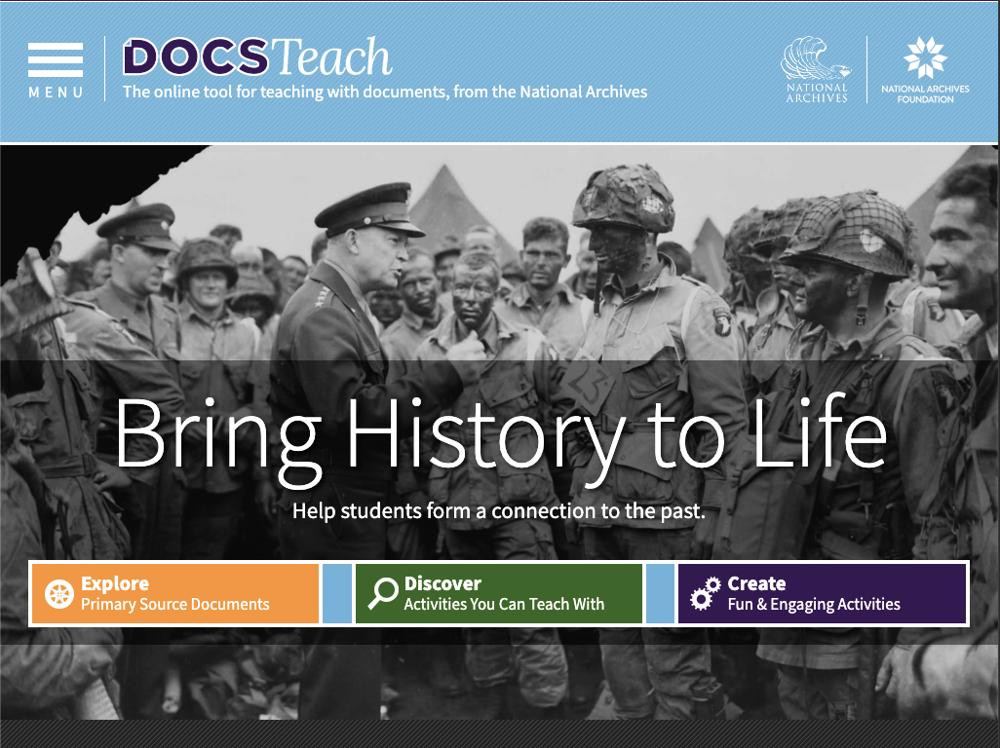 MENU
DOCSTeach
The online tool for teaching with documents, from the National Archives
NATIONAL
ARCHIVES
NATIONAL ARCHIVES
FOUNDATION
23
Bring History to Life
Help students form a connection to the past.
Explore
Primary Source Documents
Discover
Activities You Can Teach With
Create
Fun & Engaging Activities